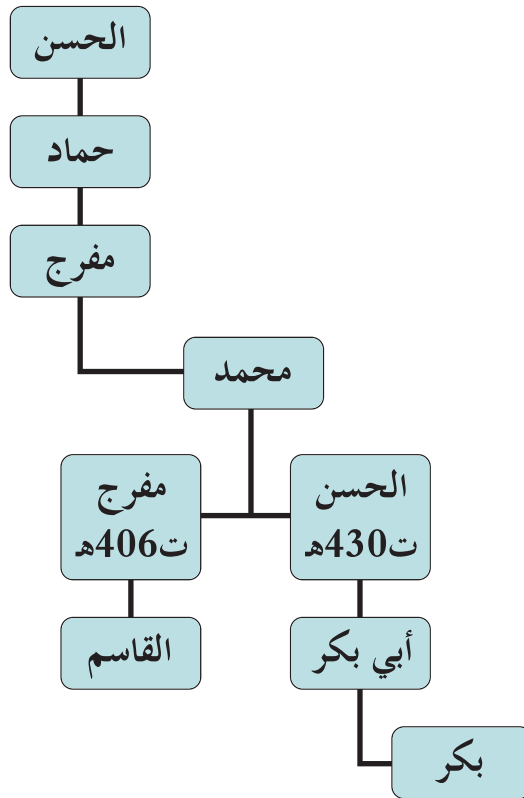 الحسن
حماد
مفرج
محمد
الحسن
ت430هـ
مفرج
ت406هـ
أبي بكر
القاسم
بكر